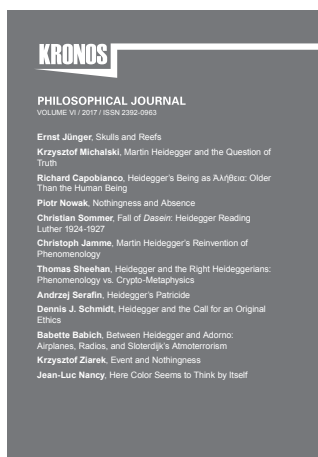 KRONOS
PHILOSOPHICAL JOURNAL
VOLUME VI / 2017 / ISSN 2392-0963
Ernst Jünger, Skulls and Reefs
Krzysztof Michalski, Martin Heidegger and the Question of
Truth
Richard Capobianco, Heidegger's Being as Ἀλήθεια: Older
Than the Human Being
Piotr Nowak, Nothingness and Absence
Christian Sommer, Fall of Dasein: Heidegger Reading
Luther 1924-1927
Christoph Jamme, Martin Heidegger's Reinvention of
Phenomenology
Thomas Sheehan, Heidegger and the Right Heideggerians:
Phenomenology vs. Crypto-Metaphysics
Andrzej Serafin, Heidegger's Patricide
Dennis J. Schmidt, Heidegger and the Call for an Original
Ethics
Babette Babich, Between Heidegger and Adorno:
Airplanes, Radios, and Sloterdijk's Atmoterrorism
Krzysztof Ziarek, Event and Nothingness
Jean-Luc Nancy, Here Color Seems to Think by Itself